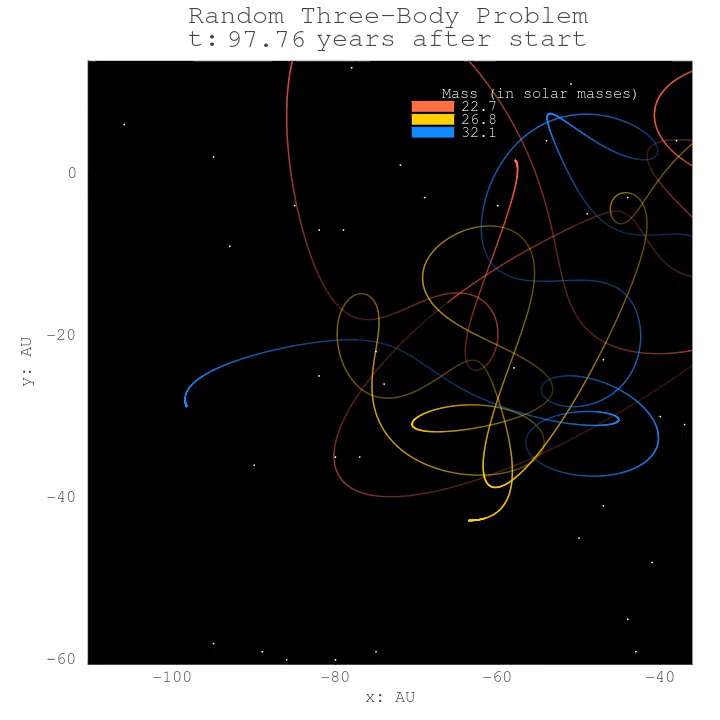 Random Three-Body Problem
t: 97.76 years after start
Mass (in solar masses)
22.7
26.8
32.1
y: AU
0
-20
-40
-60
-100 -80 -60 -40
x: AU